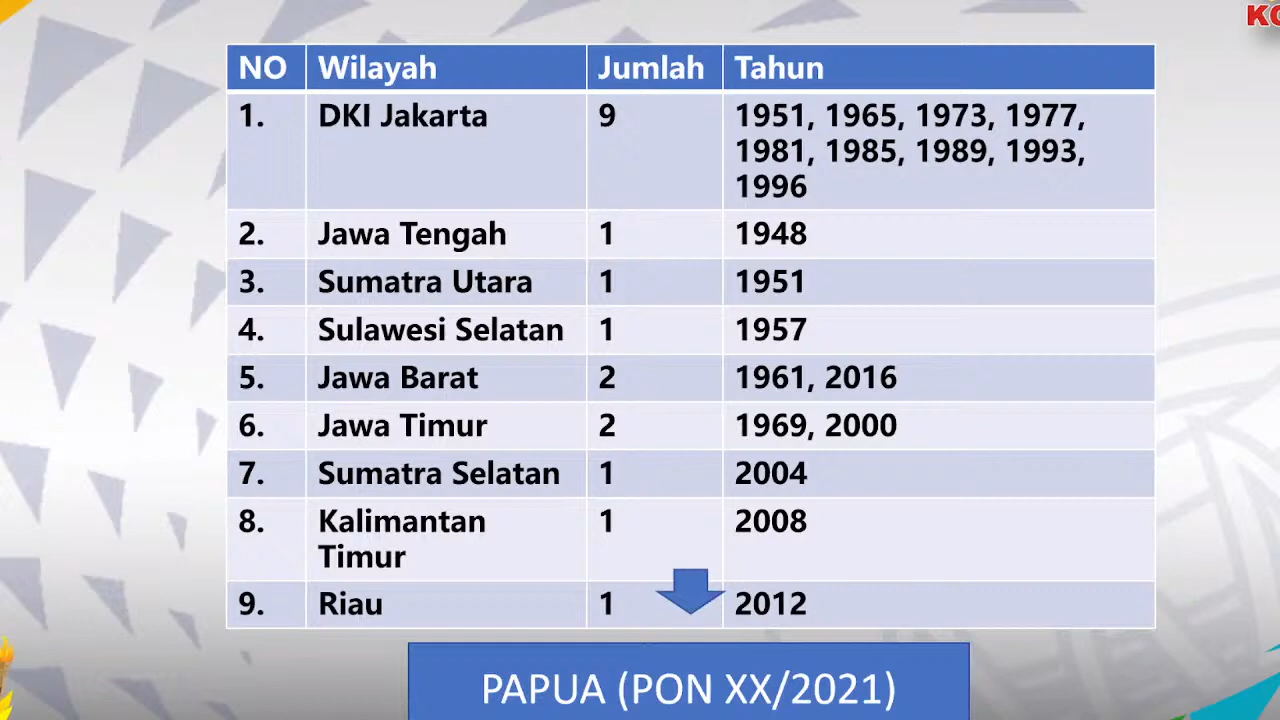 NO Wilayah Jumlah Tahun
1. DKI Jakarta 9 1951, 1965, 1973, 1977,
1981, 1985, 1989, 1993,
1996
2. Jawa Tengah 1 1948
3. Sumatra Utara 1 1951
4. Sulawesi Selatan 1 1957
5. Jawa Barat 2 1961, 2016
6. Jawa Timur 2 1969, 2000
7. Sumatra Selatan 1 2004
8. Kalimantan 1 2008
Timur
9. Riau 1 2012
PAPUA (PON XX/2021)